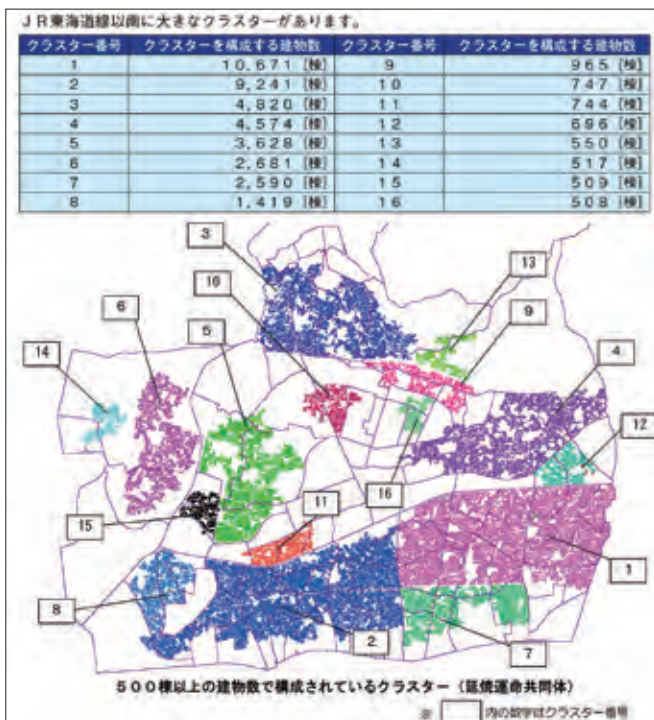 ＪＲ東海道線以南に大きなクラスターがあります。
クラスター番号 クラスターを構成する建物数 クラスター番号 クラスターを構成する建物数
1 10,671［棟］ 9 965［棟］
2 9,241［棟］ 10 747［棟］
3 4,820［棟］ 11 744［棟］
4 4,574［棟］ 12 696［棟］
5 3,628［棟］ 13 550［棟］
6 2,681［棟］ 14 517［棟］
7 2,590［棟］ 15 509［棟］
8 1,419［棟］ 16 508［棟］
3
13
10
9
6
5
4
14
12
16
11
15
1
8
2
7
５００棟以上の建物数で構成されているクラスター（延焼運命共同体）
※ 内の数字はクラスター番号